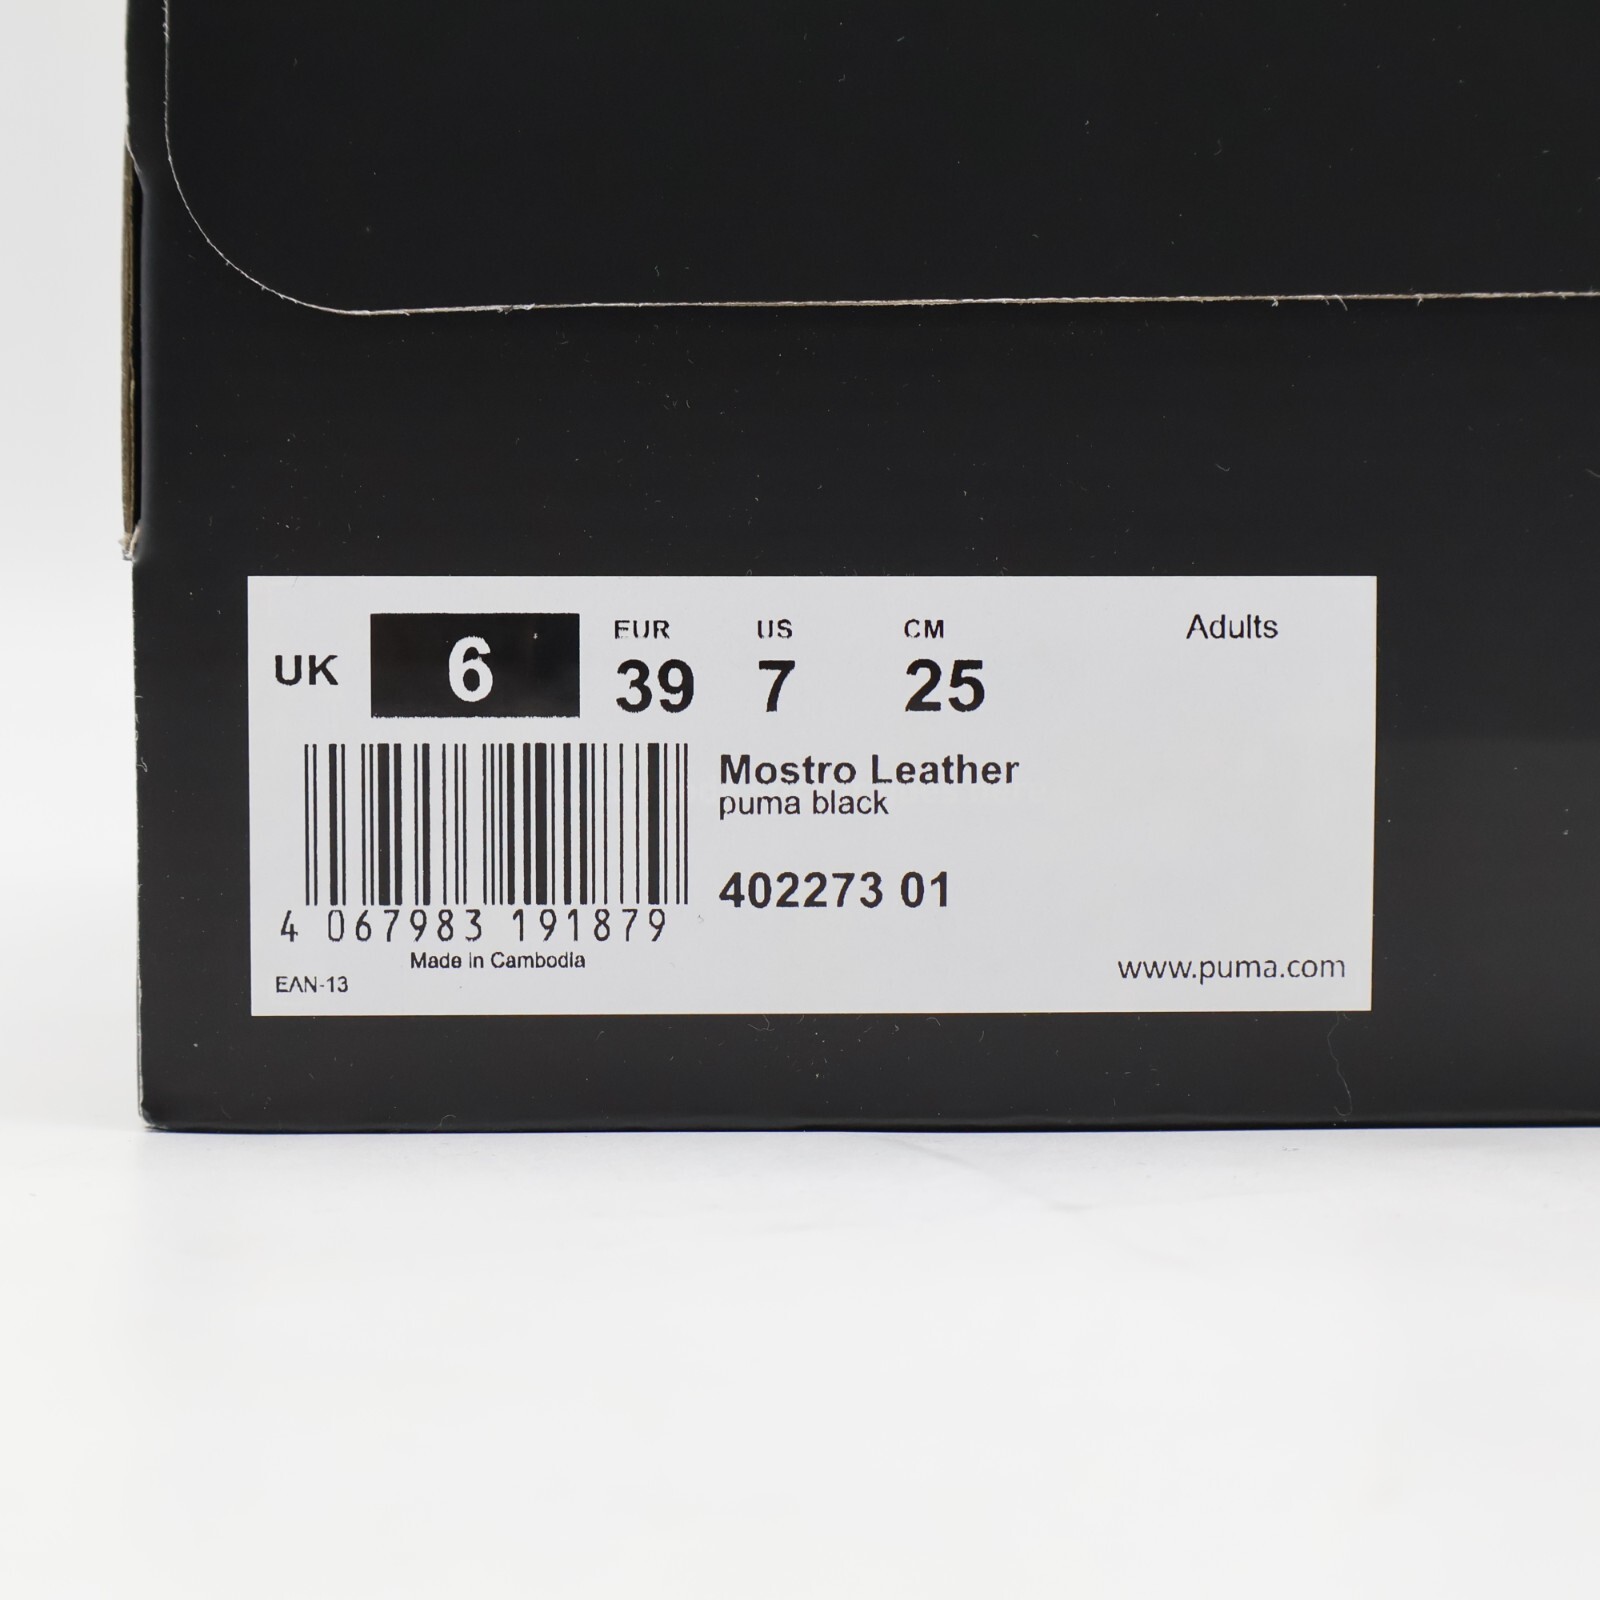 UK 6 EUR 39 US 7 CM 25 Adults
Mostro Leather
puma black
402273 01
4 067983 191879
Made in Cambodia
EAN-13
www.puma.com